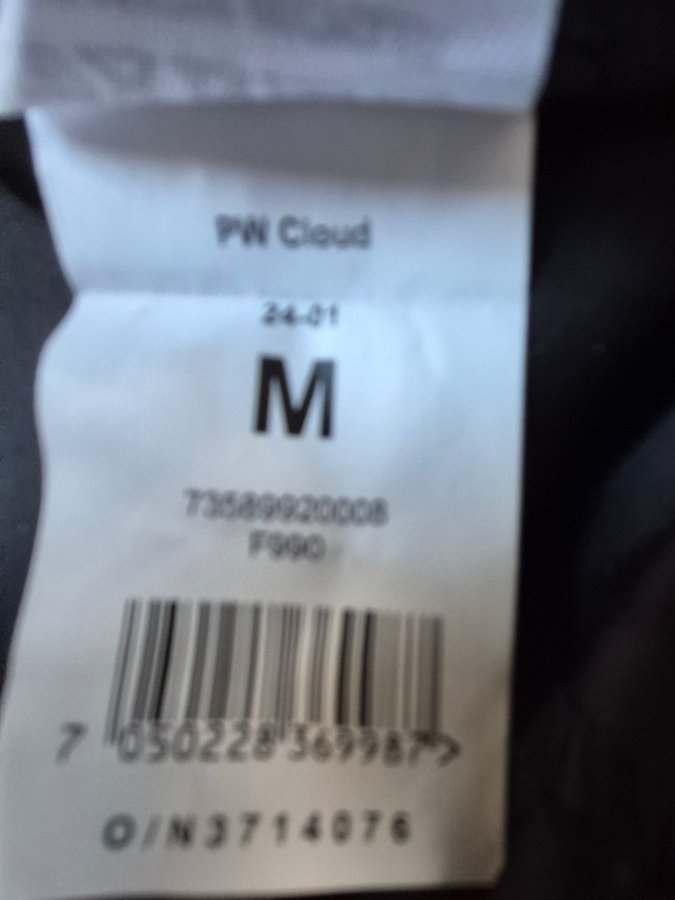 PW Cloud
24-01
M
73589920008
F990
7 050228 369987 >
O/N3714076